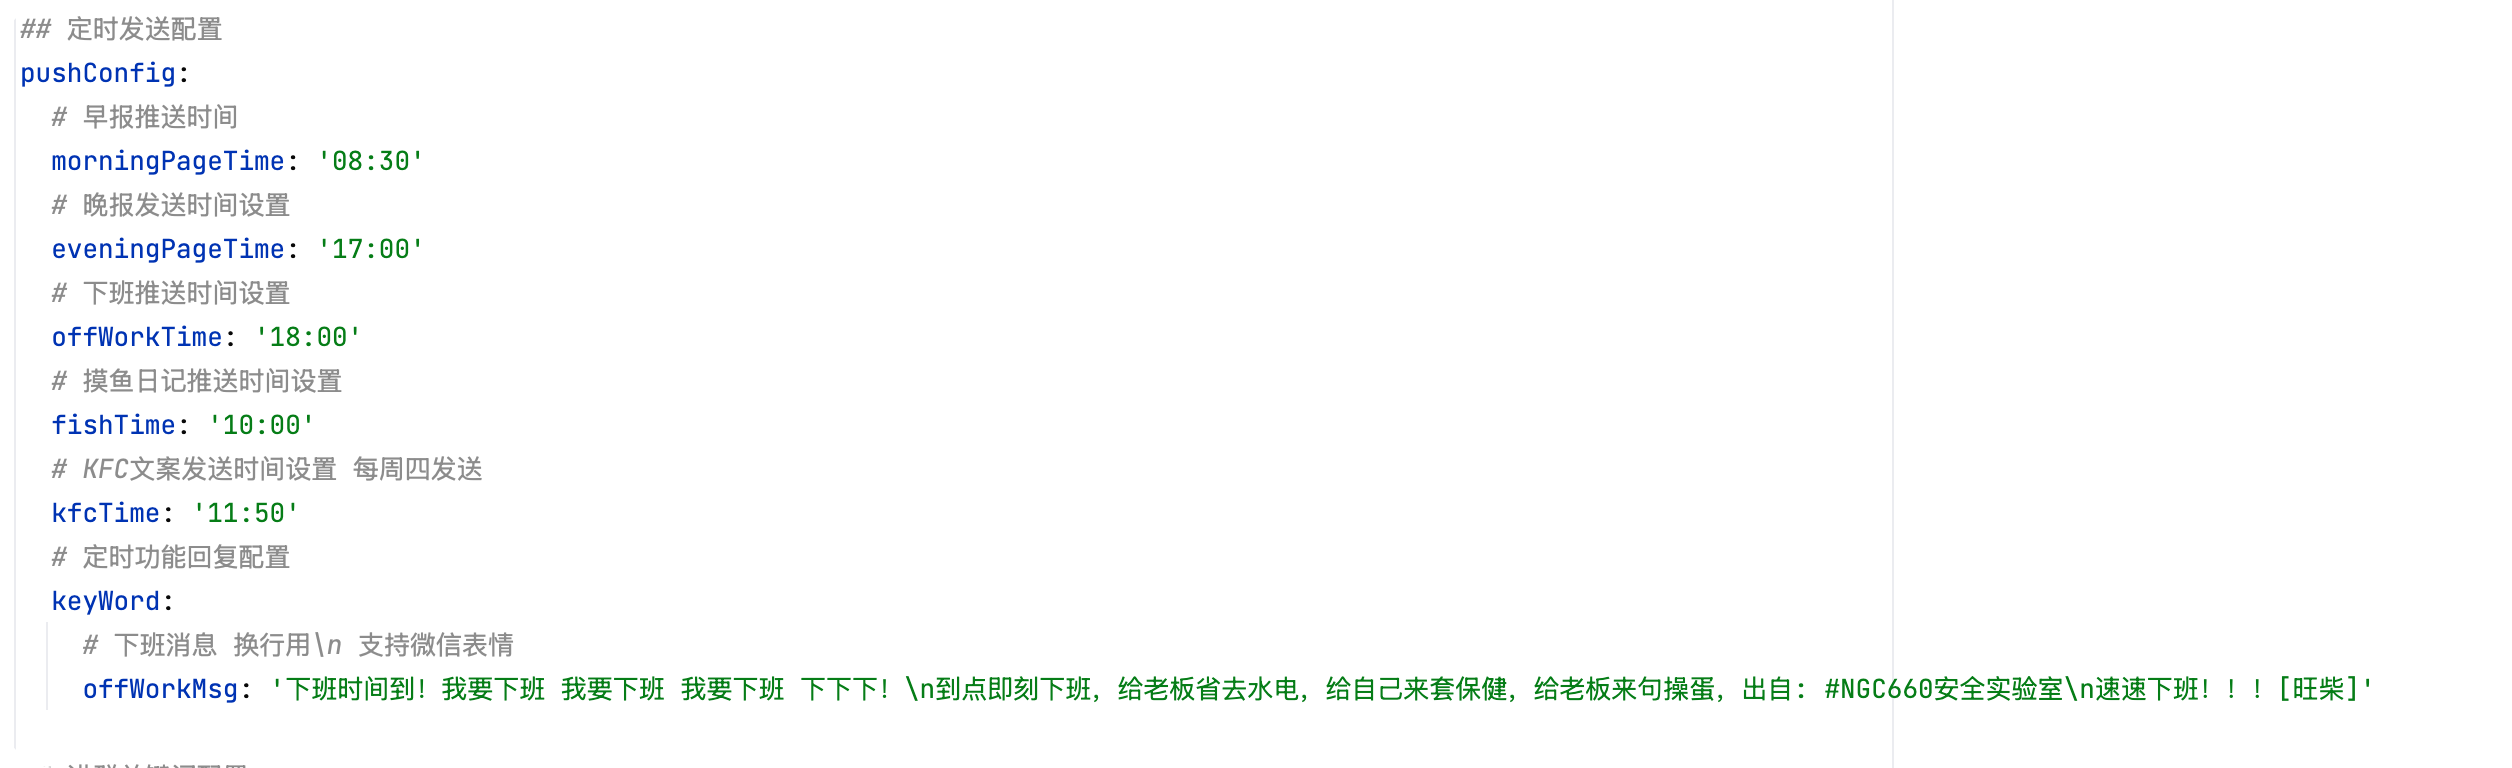 ## 定时发送配置
pushConfig:
# 早报推送时间
morningPageTime: '08:30'
# 晚报发送时间设置
eveningPageTime: '17:00'
# 下班推送时间设置
offWorkTime: '18:00'
# 摸鱼日记推送时间设置
fishTime: '10:00'
# KFC文案发送时间设置 每周四发送
kfcTime: '11:50'
# 定时功能回复配置
keyWord:
# 下班消息 换行用\n 支持微信表情
offWorkMsg: '下班时间到! 我要下班 我要下班 我要下班 下下下! \n到点即刻下班, 给老板省去水电, 给自己来套保健, 给老板来句操蛋, 出自: #NGC660安全实验室\n速速下班! ! ! [旺柴]'